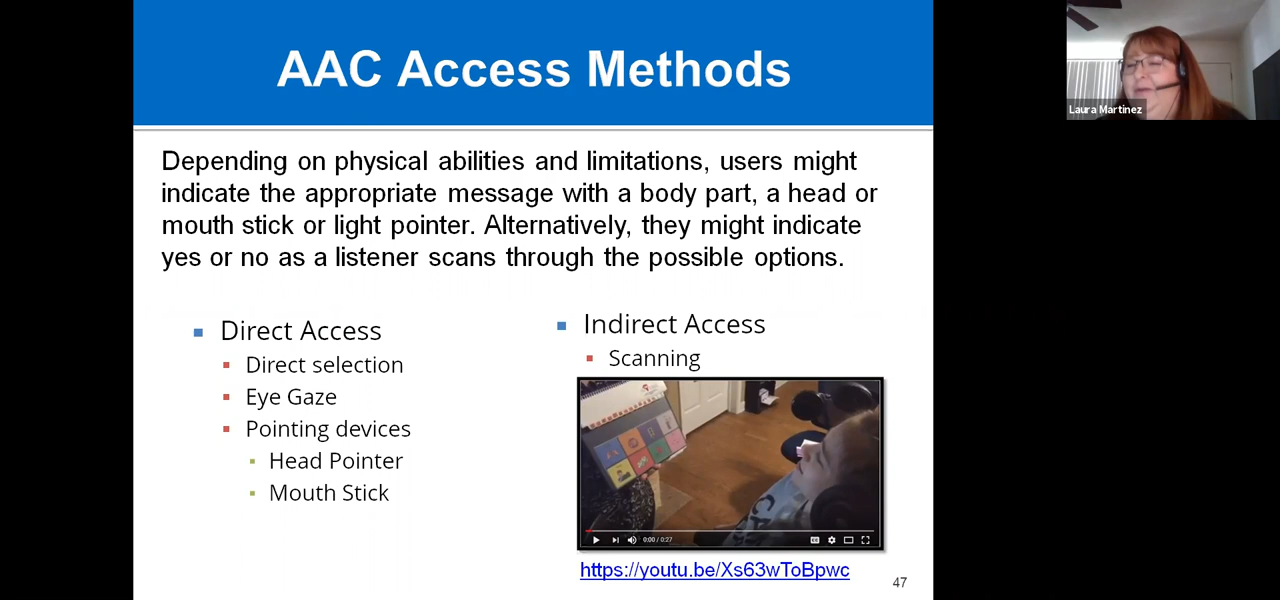 AAC Access Methods
Laura Martinez
Depending on physical abilities and limitations, users might
indicate the appropriate message with a body part, a head or
mouth stick or light pointer. Alternatively, they might indicate
yes or no as a listener scans through the possible options.
Direct Access
Direct selection
Eye Gaze
Pointing devices
Head Pointer
Mouth Stick
Indirect Access
Scanning
0:00 / 0:27
https://youtu.be/Xs63wToBpwc
47